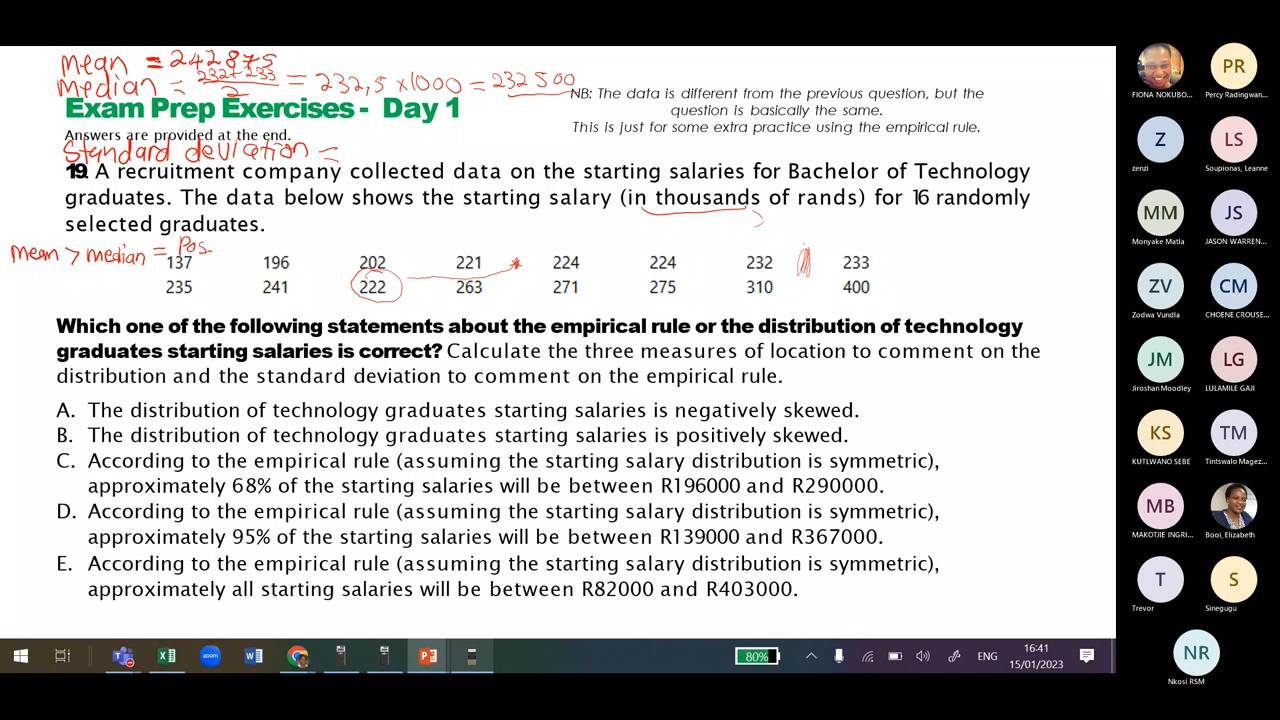 mean = 242875
median = 232+233 / 2 = 232,5 x1000 = 232500
Exam Prep Exercises - Day 1
NB: The data is different from the previous question, but the
question is basically the same.
This is just for some extra practice using the empirical rule.
Answers are provided at the end.
Standard deviation =
19. A recruitment company collected data on the starting salaries for Bachelor of Technology
graduates. The data below shows the starting salary (in thousands of rands) for 16 randomly
selected graduates.
mean > median = Pos.
137 196 202 221 224 224 232 233
235 241 222 263 271 275 310 400
Which one of the following statements about the empirical rule or the distribution of technology
graduates starting salaries is correct? Calculate the three measures of location to comment on the
distribution and the standard deviation to comment on the empirical rule.
A. The distribution of technology graduates starting salaries is negatively skewed.
B. The distribution of technology graduates starting salaries is positively skewed.
C. According to the empirical rule (assuming the starting salary distribution is symmetric),
approximately 68% of the starting salaries will be between R196000 and R290000.
D. According to the empirical rule (assuming the starting salary distribution is symmetric),
approximately 95% of the starting salaries will be between R139000 and R367000.
E. According to the empirical rule (assuming the starting salary distribution is symmetric),
approximately all starting salaries will be between R82000 and R403000.
FIONA NOKUBO...
PR
Percy Radingwan...
Z
zenzi
LS
Soupionas, Leanne
MM
Monyake Matla
JS
JASON WARREN...
ZV
Zodwa Vundla
CM
CHOENE CROUSE...
JM
Jiroshan Moodley
LG
LULAMILE GAJI
KS
KUTLWANO SEBE
TM
Tintswalo Magez...
MB
MAKOTJIE INGRI...
Booi, Elizabeth
T
Trevor
S
Sinegugu
NR
Nkosi RSM
zoom
80%
ENG
16:41
15/01/2023